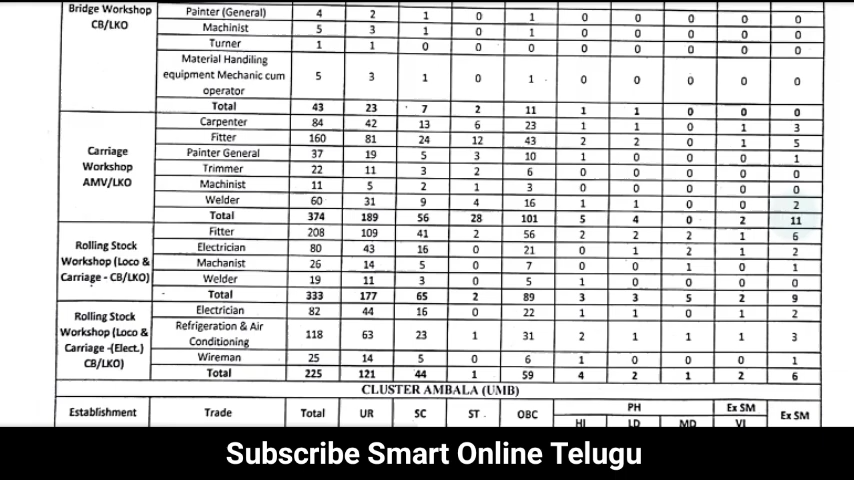 Bridge Workshop CB/LKO
Painter (General) 4 2 1 0 1 0 0 0 0 0
Machinist 5 3 1 0 1 0 0 0 0 0
Turner 1 1 0 0 0 0 0 0 0 0
Material Handiling equipment Mechanic cum operator 5 3 1 0 1 0 0 0 0 0
Total 43 23 7 2 11 1 1 0 0 0
Carriage Workshop AMV/LKO
Carpenter 84 42 13 6 23 1 1 0 1 3
Fitter 160 81 24 12 43 2 2 0 1 5
Painter General 37 19 5 3 10 1 0 0 0 1
Trimmer 22 11 3 2 6 0 0 0 0 0
Machinist 11 5 2 1 3 0 0 0 0 0
Welder 60 31 9 4 16 1 1 0 0 2
Total 374 189 56 28 101 5 4 0 2 11
Rolling Stock Workshop (Loco & Carriage - CB/LKO)
Fitter 208 109 41 2 56 2 2 2 1 6
Electrician 80 43 16 0 21 0 1 2 1 2
Machanist 26 14 5 0 7 0 0 1 0 1
Welder 19 11 3 0 5 1 0 0 0 0
Total 333 177 65 2 89 3 3 5 2 9
Rolling Stock Workshop (Loco & Carriage -(Elect.) CB/LKO)
Electrician 82 44 16 0 22 1 1 0 1 2
Refrigeration & Air Conditioning 118 63 23 1 31 2 1 1 1 3
Wireman 25 14 5 0 6 1 0 0 0 1
Total 225 121 44 1 59 4 2 1 2 6
CLUSTER AMBALA (UMB)
Establishment Trade Total UR SC ST OBC PH Ex SM Ex SM
HI LD MD VI
Subscribe Smart Online Telugu